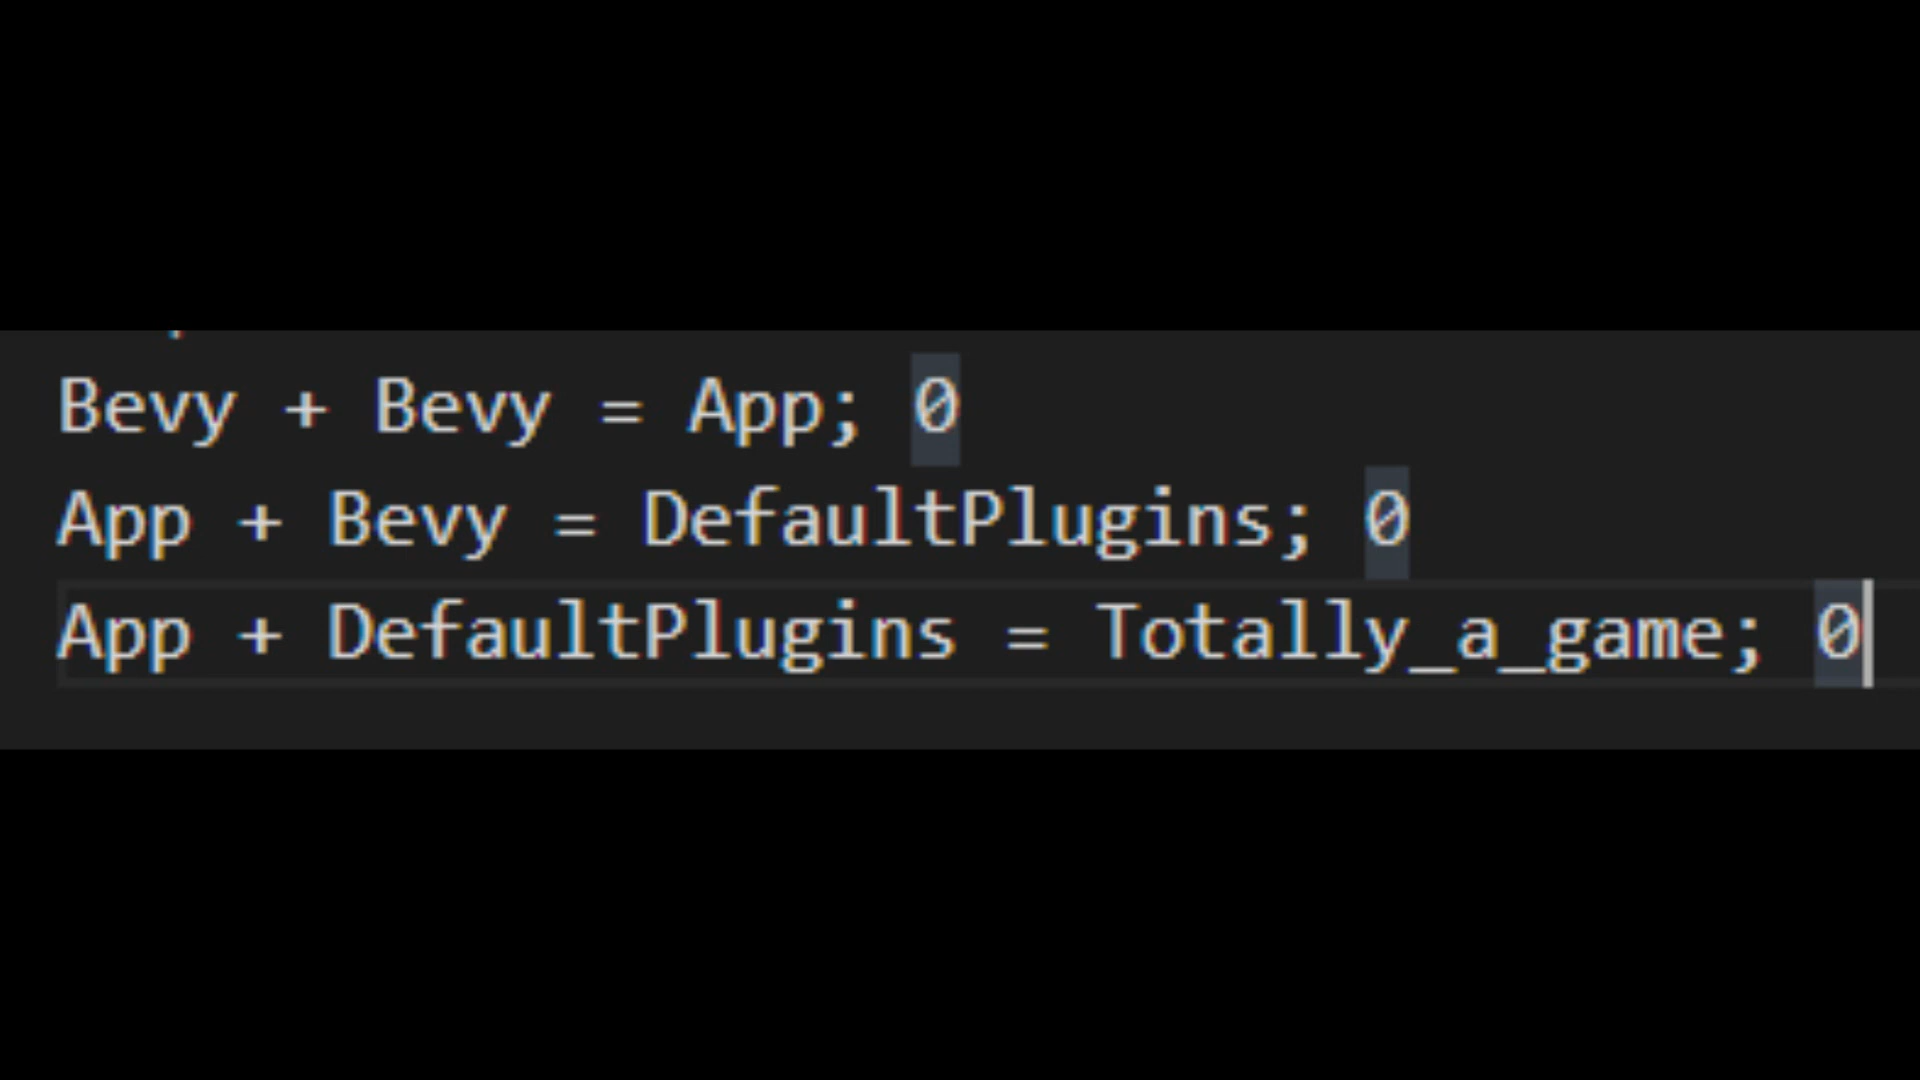 Bevy + Bevy = App; 0
App + Bevy = DefaultPlugins; 0
App + DefaultPlugins = Totally_a_game; 0